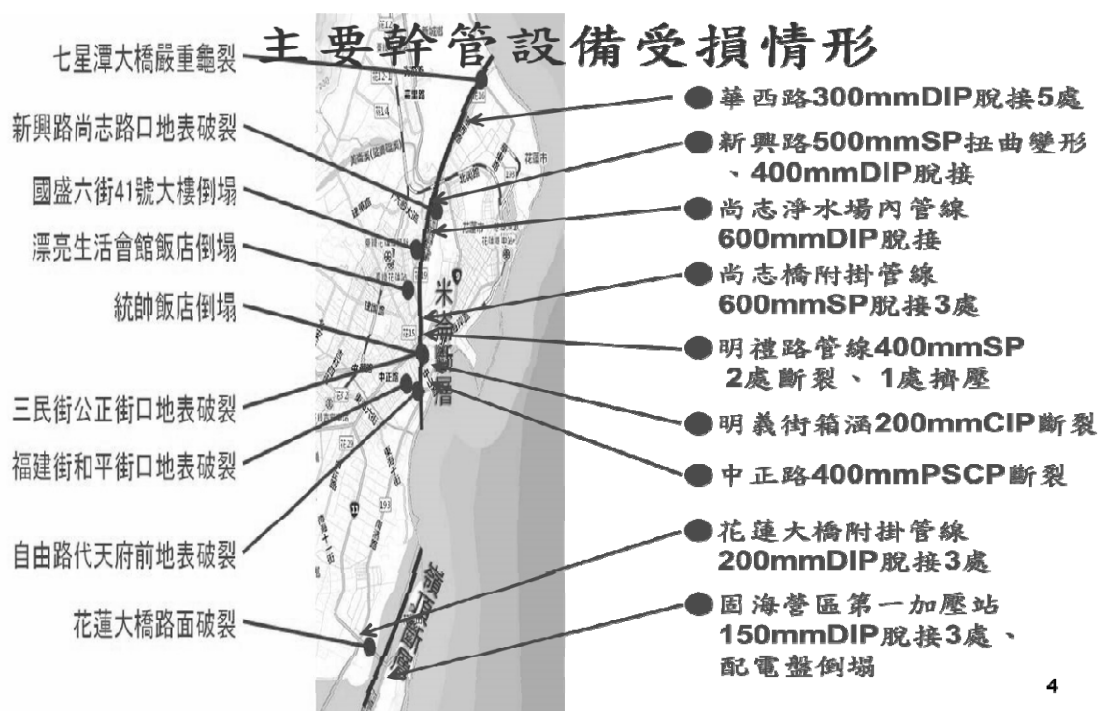 主要幹管設備受損情形
七星潭大橋嚴重龜裂
新興路尚志路口地表破裂
國盛六街41號大樓倒塌
漂亮生活會館飯店倒塌
統帥飯店倒塌
三民街公正街口地表破裂
福建街和平街口地表破裂
自由路代天府前地表破裂
花蓮大橋路面破裂
米崙斷層
嶺頂斷層
花蓮市
花蓮市
中正路
193
11
華西路300mmDIP脫接5處
新興路500mmSP扭曲變形
、400mmDIP脫接
尚志淨水場內管線
600mmDIP脫接
尚志橋附掛管線
600mmSP脫接3處
明禮路管線400mmSP
2處斷裂、1處擠壓
明義街箱涵200mmCIP斷裂
中正路400mmPSCP斷裂
花蓮大橋附掛管線
200mmDIP脫接3處
固海營區第一加壓站
150mmDIP脫接3處、
配電盤倒塌
4